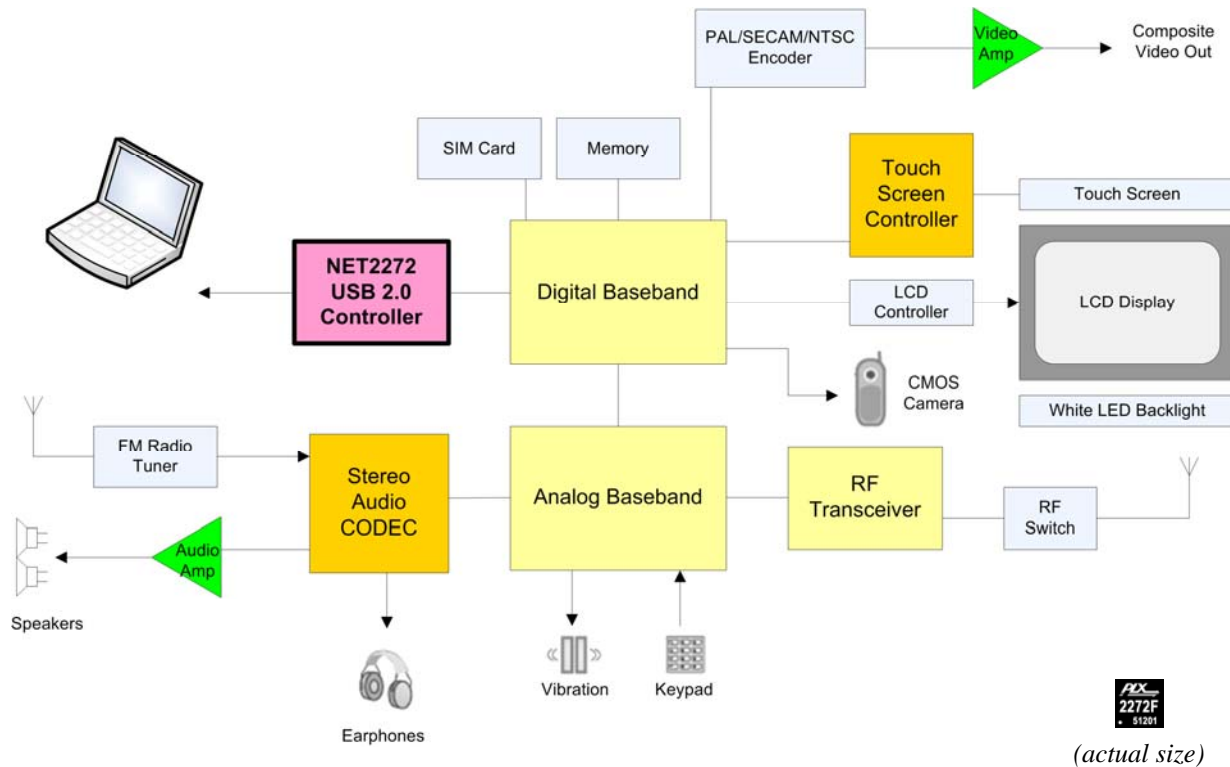 PAL/SECAM/NTSC
Encoder
Video
Amp
Composite
Video Out
SIM Card
Memory
Touch
Screen
Controller
Touch Screen
NET2272
USB 2.0
Controller
Digital Baseband
LCD
Controller
LCD Display
CMOS
Camera
White LED Backlight
FM Radio
Tuner
Stereo
Audio
CODEC
Analog Baseband
RF
Transceiver
RF
Switch
Audio
Amp
Speakers
Earphones
Vibration
Keypad
PLX
2272F
51201
(actual size)